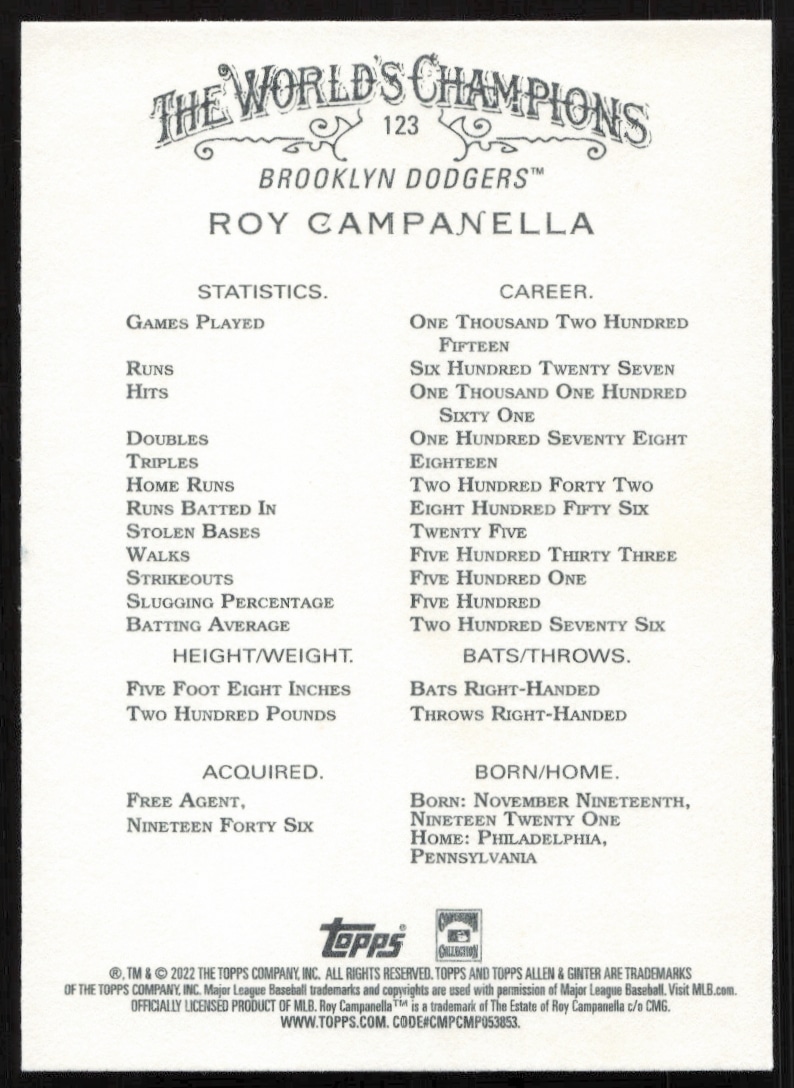 THE WORLD'S CHAMPIONS
123
BROOKLYN DODGERS™
ROY CAMPANELLA
STATISTICS. CAREER.
GAMES PLAYED ONE THOUSAND TWO HUNDRED
FIFTEEN
RUNS SIX HUNDRED TWENTY SEVEN
HITS ONE THOUSAND ONE HUNDRED
SIXTY ONE
DOUBLES ONE HUNDRED SEVENTY EIGHT
TRIPLES EIGHTEEN
HOME RUNS TWO HUNDRED FORTY TWO
RUNS BATTED IN EIGHT HUNDRED FIFTY SIX
STOLEN BASES TWENTY FIVE
WALKS FIVE HUNDRED THIRTY THREE
STRIKEOUTS FIVE HUNDRED ONE
SLUGGING PERCENTAGE FIVE HUNDRED
BATTING AVERAGE TWO HUNDRED SEVENTY SIX
HEIGHT/WEIGHT. BATS/THROWS.
FIVE FOOT EIGHT INCHES BATS RIGHT-HANDED
TWO HUNDRED POUNDS THROWS RIGHT-HANDED
ACQUIRED. BORN/HOME.
FREE AGENT, BORN: NOVEMBER NINETEENTH,
NINETEEN FORTY SIX NINETEEN TWENTY ONE
HOME: PHILADELPHIA,
PENNSYLVANIA
Topps® COOPERSTOWN
COLLECTION
®, TM & © 2022 THE TOPPS COMPANY, INC. ALL RIGHTS RESERVED. TOPPS AND TOPPS ALLEN & GINTER ARE TRADEMARKS
OF THE TOPPS COMPANY, INC. Major League Baseball trademarks and copyrights are used with permission of Major League Baseball. Visit MLB.com.
OFFICIALLY LICENSED PRODUCT OF MLB. Roy Campanella™ is a trademark of The Estate of Roy Campanella c/o CMG.
WWW.TOPPS.COM. CODE#CMPCMP053853.